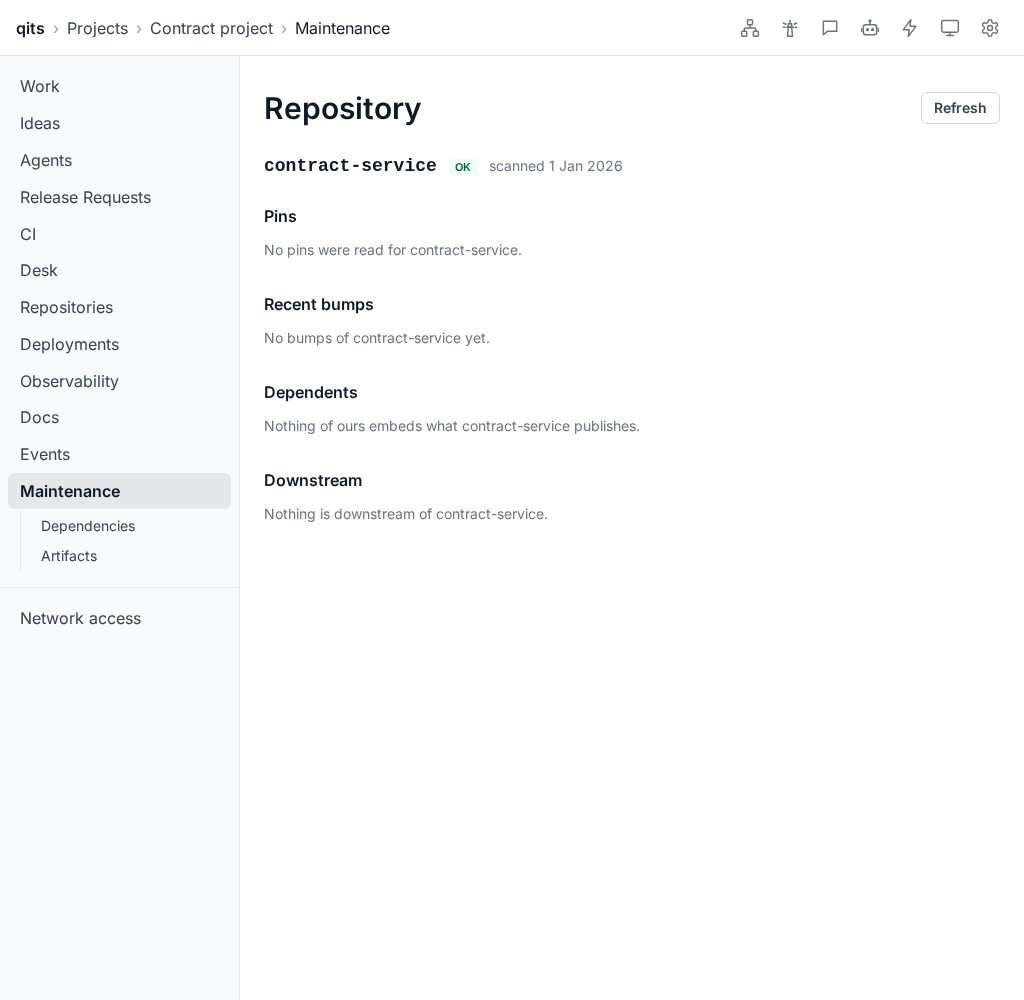 qits › Projects › Contract project › Maintenance
Work
Ideas
Agents
Release Requests
CI
Desk
Repositories
Deployments
Observability
Docs
Events
Maintenance
Dependencies
Artifacts
Network access
Repository
Refresh
contract-service OK scanned 1 Jan 2026
Pins
No pins were read for contract-service.
Recent bumps
No bumps of contract-service yet.
Dependents
Nothing of ours embeds what contract-service publishes.
Downstream
Nothing is downstream of contract-service.